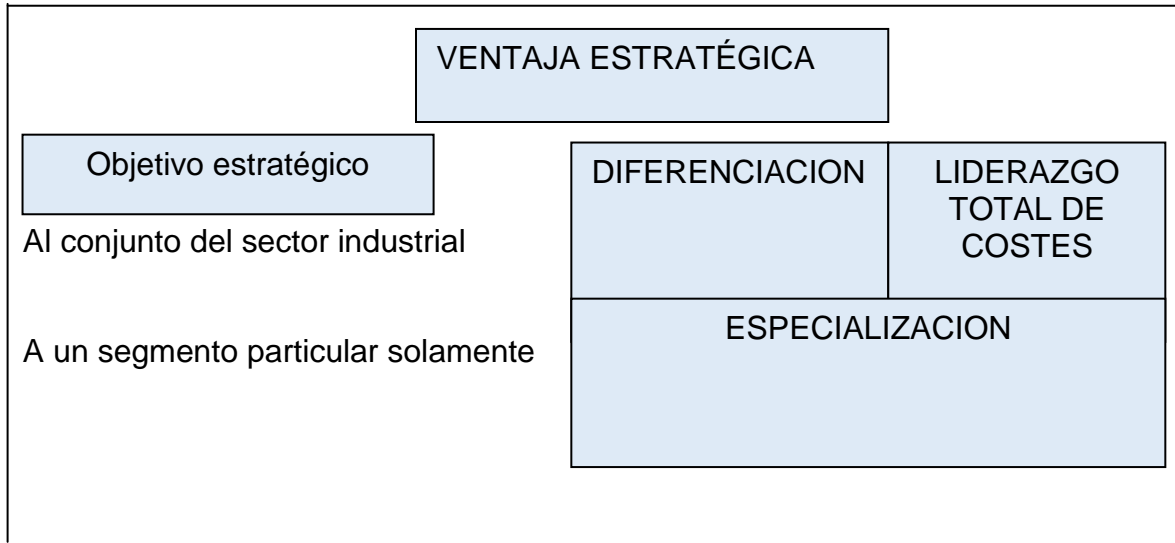 VENTAJA ESTRATÉGICA
Objetivo estratégico
DIFERENCIACION
LIDERAZGO
TOTAL DE
COSTES
Al conjunto del sector industrial
ESPECIALIZACION
A un segmento particular solamente